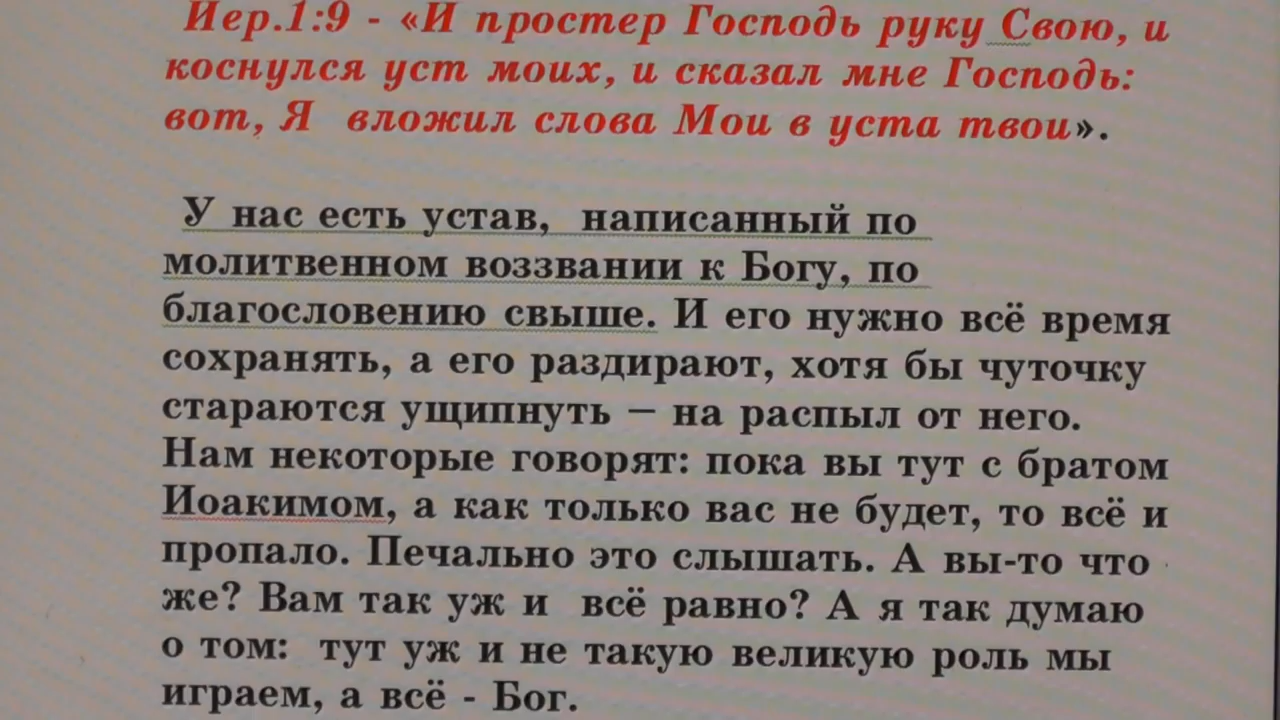 Иер.1:9 - «И простер Господь руку Свою, и
коснулся уст моих, и сказал мне Господь:
вот, Я вложил слова Мои в уста твои».
У нас есть устав, написанный по
молитвенном воззвании к Богу, по
благословению свыше. И его нужно всё время
сохранять, а его раздирают, хотя бы чуточку
стараются ущипнуть – на распыл от него.
Нам некоторые говорят: пока вы тут с братом
Иоакимом, а как только вас не будет, то всё и
пропало. Печально это слышать. А вы-то что
же? Вам так уж и всё равно? А я так думаю
о том: тут уж и не такую великую роль мы
играем, а всё - Бог.